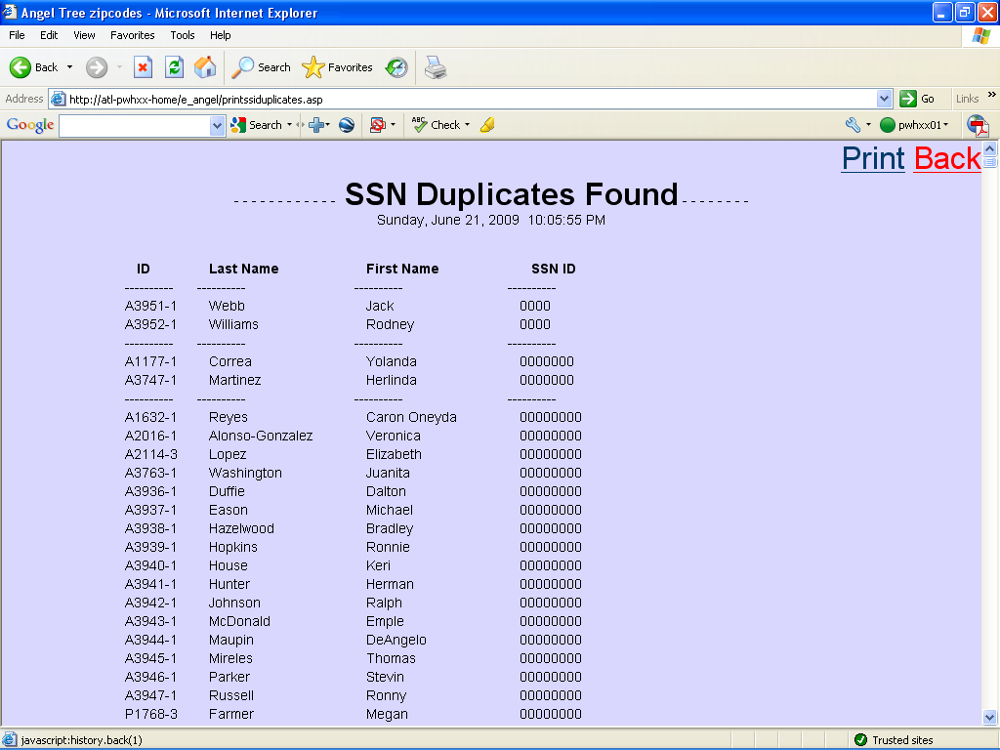 Angel Tree zipcodes - Microsoft Internet Explorer
File Edit View Favorites Tools Help
Back Search Favorites
Address http://atl-pwhxx-home/e_angel/printssiduplicates.asp Go Links »
Google Search ABC Check pwhxx01
Print Back
------------ SSN Duplicates Found--------
Sunday, June 21, 2009 10:05:55 PM
ID Last Name First Name SSN ID
---------- ---------- ---------- ----------
A3951-1 Webb Jack 0000
A3952-1 Williams Rodney 0000
---------- ---------- ---------- ----------
A1177-1 Correa Yolanda 0000000
A3747-1 Martinez Herlinda 0000000
---------- ---------- ---------- ----------
A1632-1 Reyes Caron Oneyda 00000000
A2016-1 Alonso-Gonzalez Veronica 00000000
A2114-3 Lopez Elizabeth 00000000
A3763-1 Washington Juanita 00000000
A3936-1 Duffie Dalton 00000000
A3937-1 Eason Michael 00000000
A3938-1 Hazelwood Bradley 00000000
A3939-1 Hopkins Ronnie 00000000
A3940-1 House Keri 00000000
A3941-1 Hunter Herman 00000000
A3942-1 Johnson Ralph 00000000
A3943-1 McDonald Emple 00000000
A3944-1 Maupin DeAngelo 00000000
A3945-1 Mireles Thomas 00000000
A3946-1 Parker Stevin 00000000
A3947-1 Russell Ronny 00000000
P1768-3 Farmer Megan 00000000
javascript:history.back(1) Trusted sites